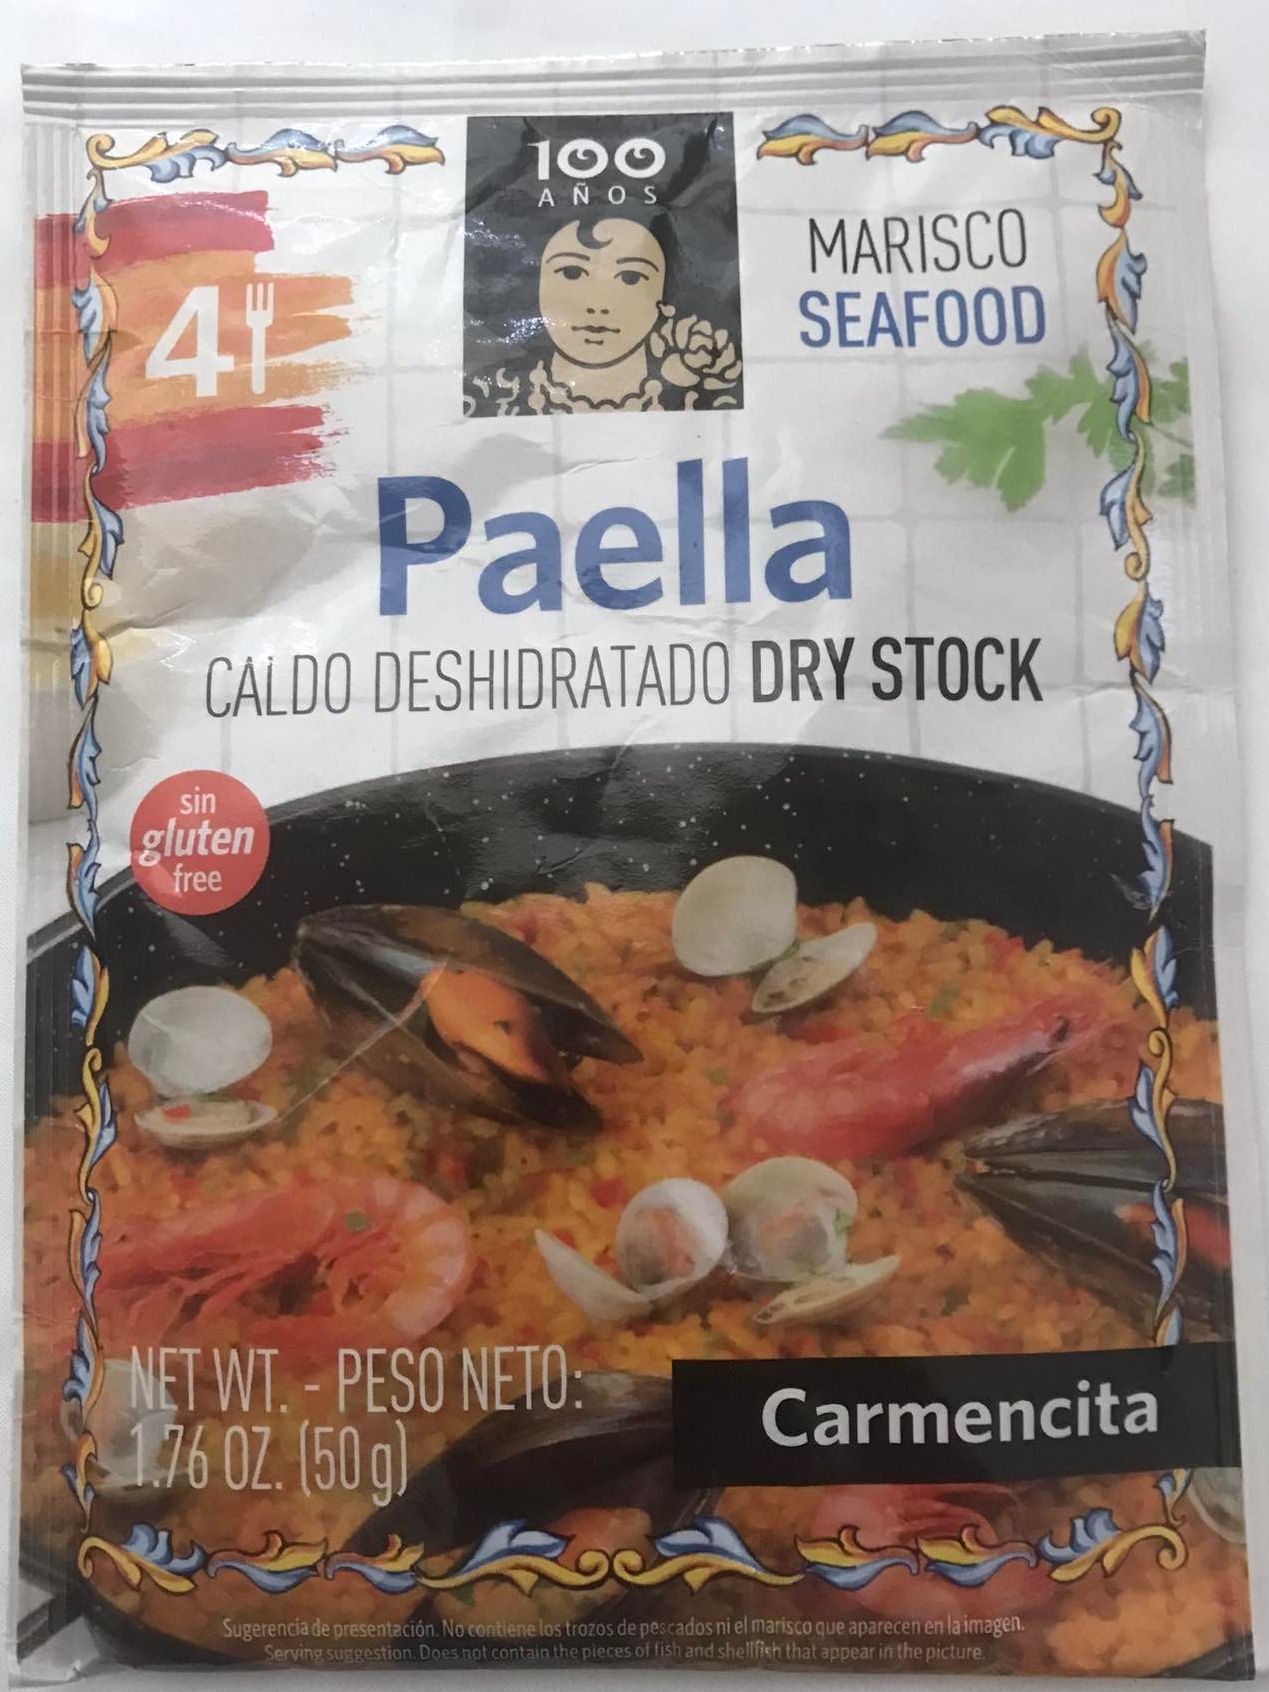 100
AÑOS
MARISCO
SEAFOOD
4
Paella
CALDO DESHIDRATADO DRY STOCK
sin
gluten
free
NET WT. - PESO NETO:
1.76 OZ. (50 g)
Carmencita
Sugerencia de presentación. No contiene los trozos de pescados ni el marisco que aparecen en la imagen.
Serving suggestion. Does not contain the pieces of fish and shellfish that appear in the picture.